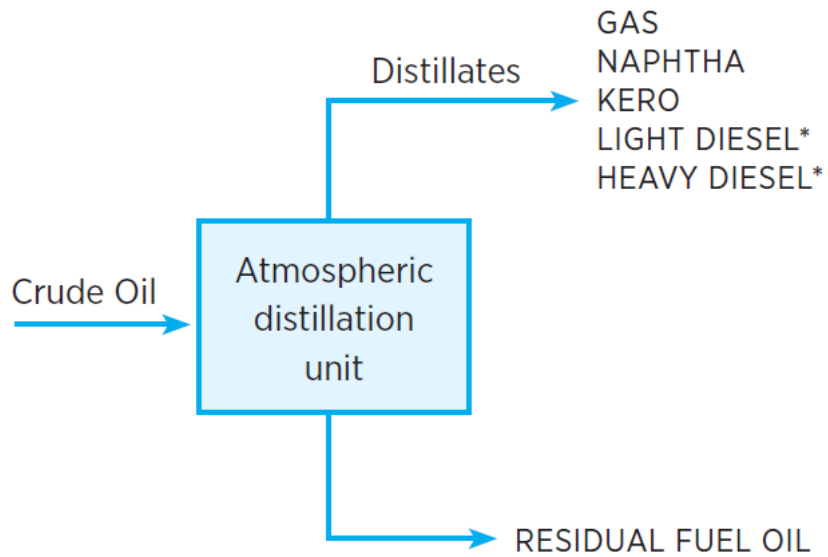 GAS
NAPHTHA
Distillates
KERO
LIGHT DIESEL*
HEAVY DIESEL*
Crude Oil
Atmospheric
distillation
unit
RESIDUAL FUEL OIL